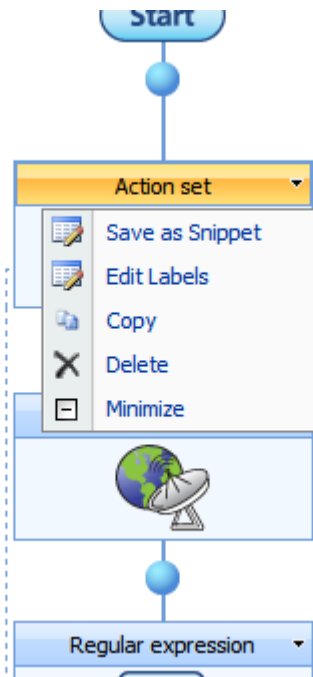 Start
Action set
Save as Snippet
Edit Labels
Copy
Delete
Minimize
Regular expression